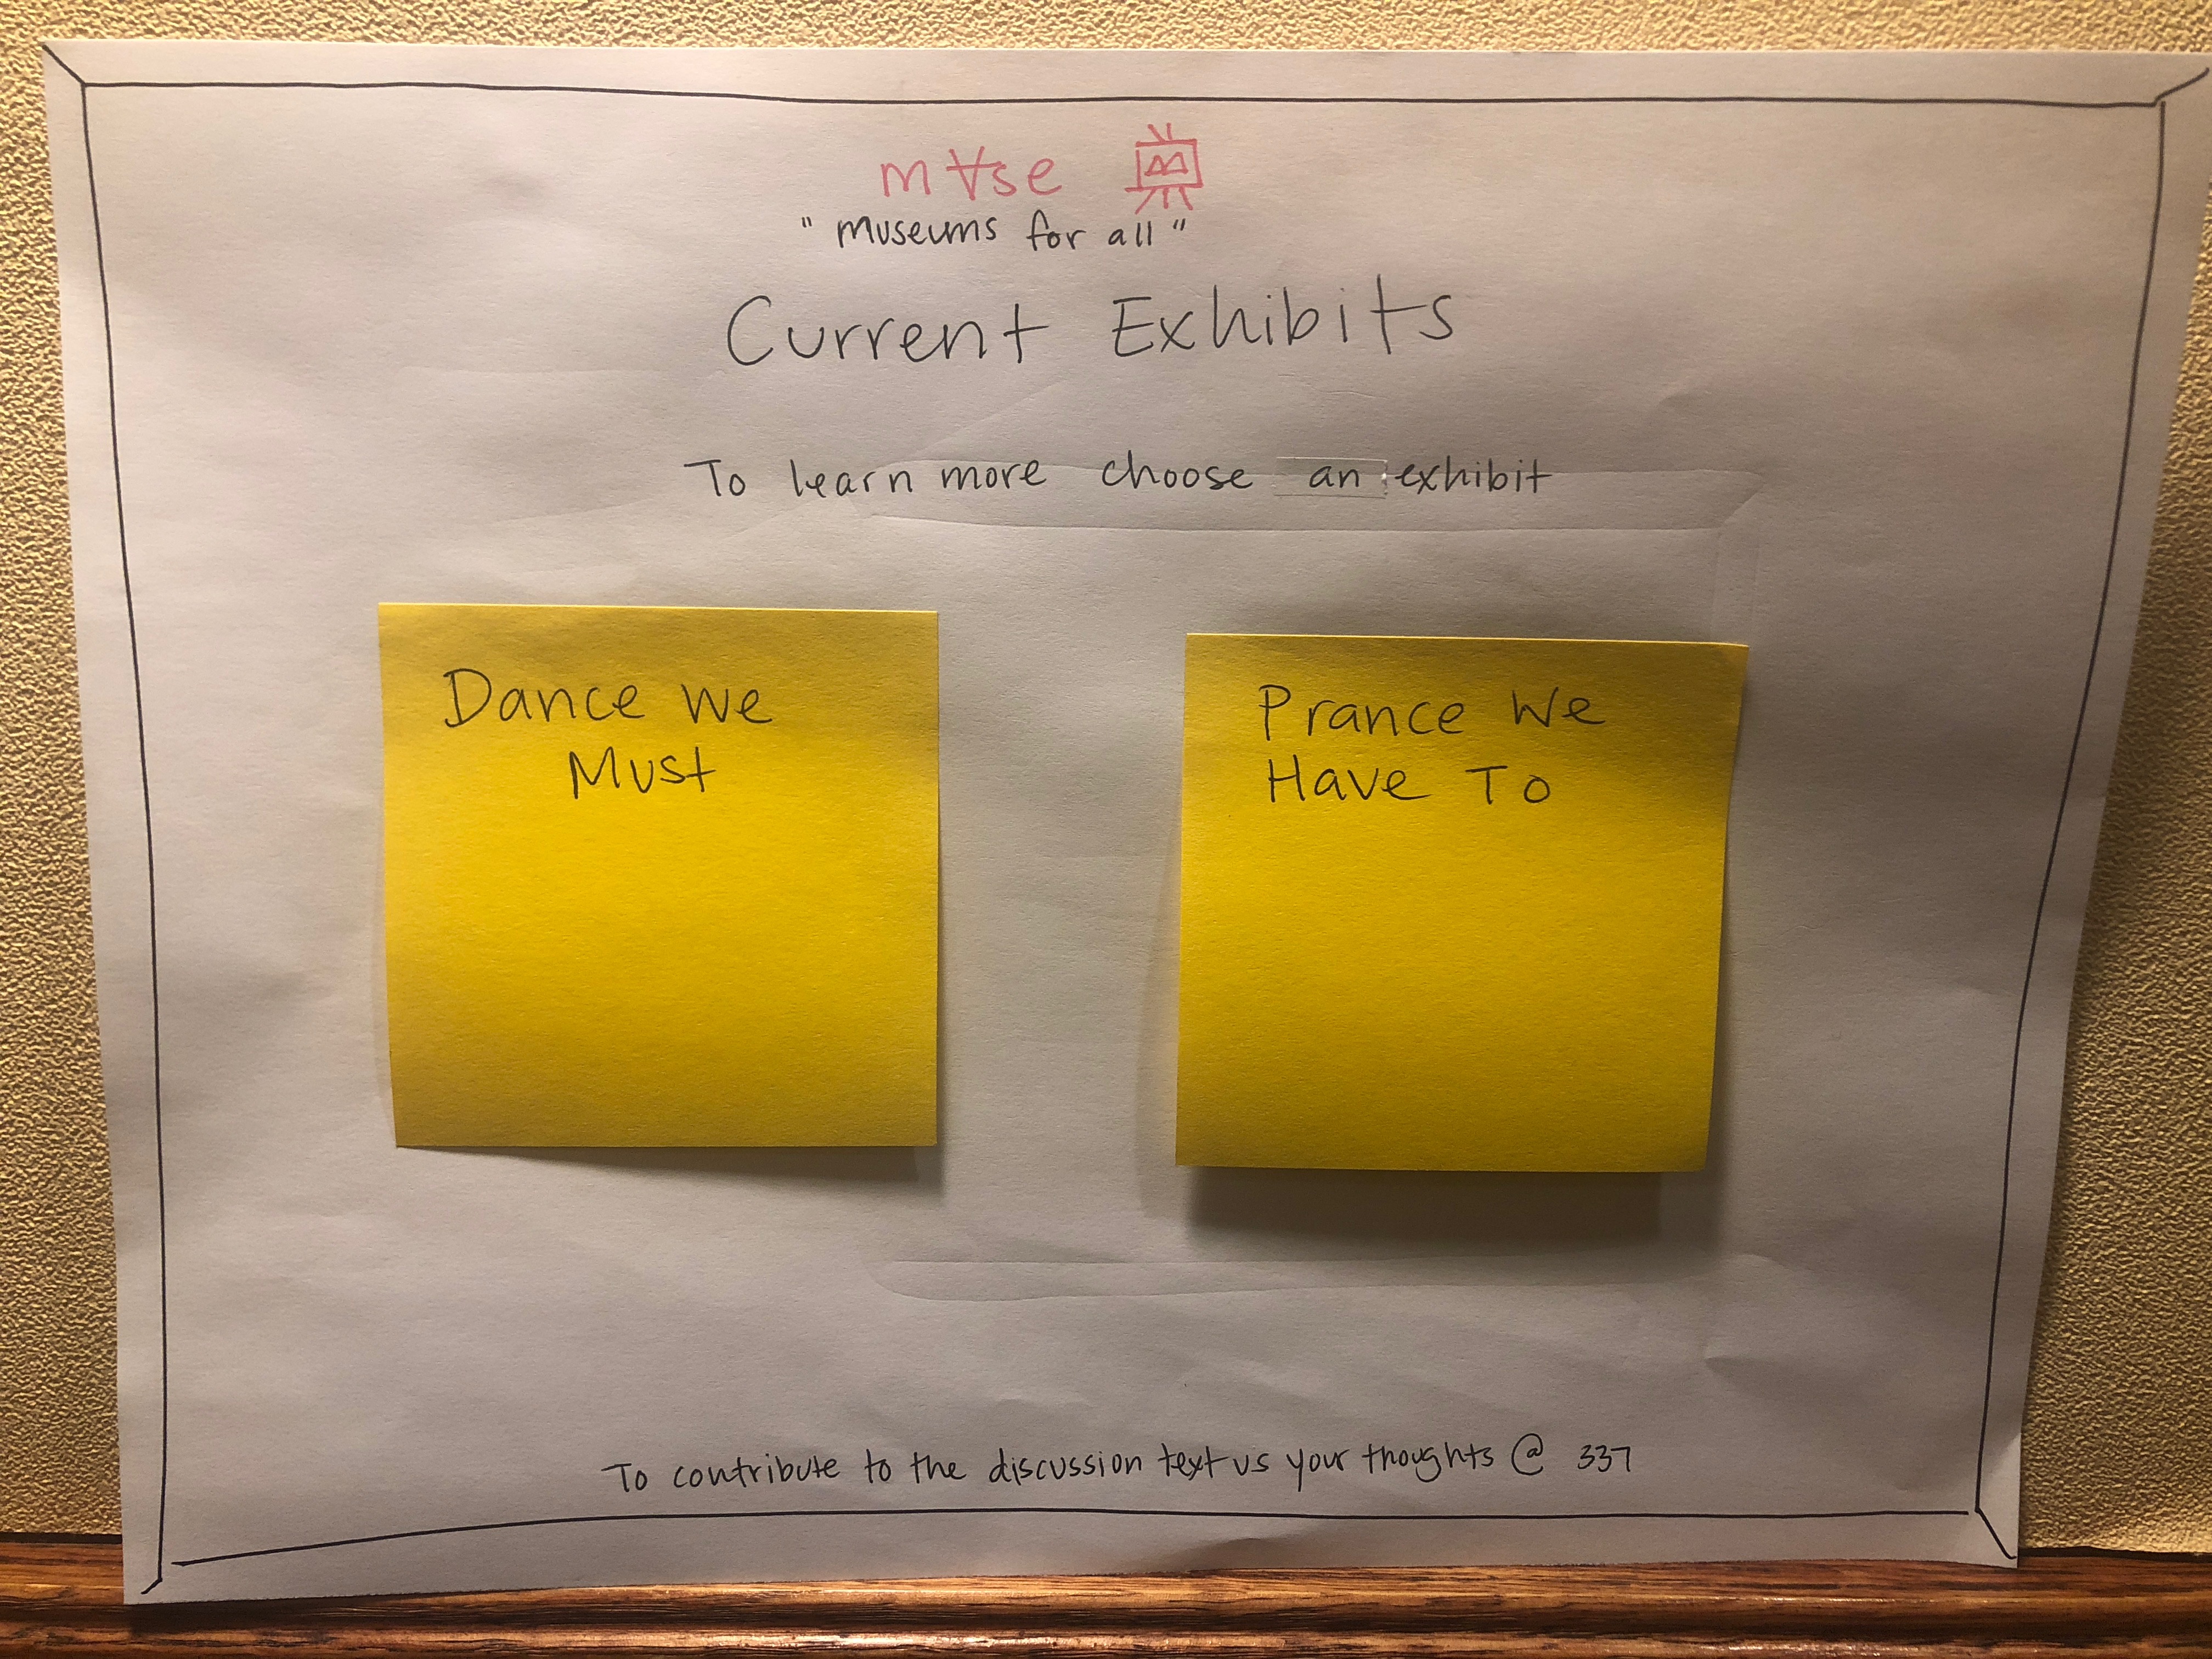 m∀se
"museums for all"
Current Exhibits
To learn more choose an exhibit
Dance We
Must
Prance We
Have To
To contribute to the discussion text us your thoughts @ 337